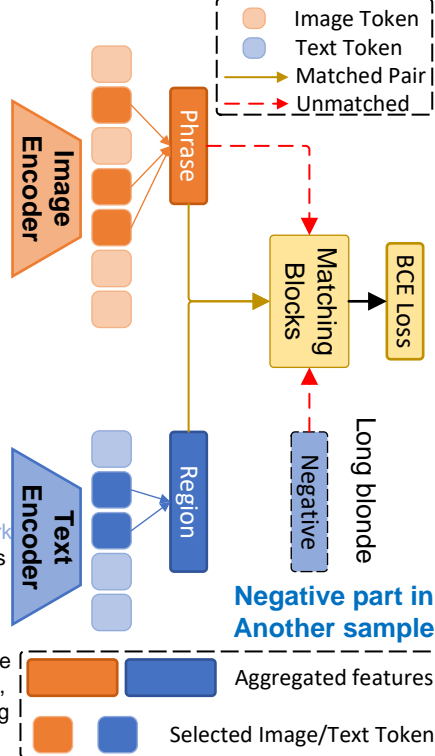 Image Token
Text Token
Matched Pair
Unmatched
Image
Encoder
Phrase
Matching
Blocks
BCE Loss
Text
Encoder
Region
Negative
Long blonde
rk
s
Negative part in
Another sample
e
,
g
Aggregated features
Selected Image/Text Token